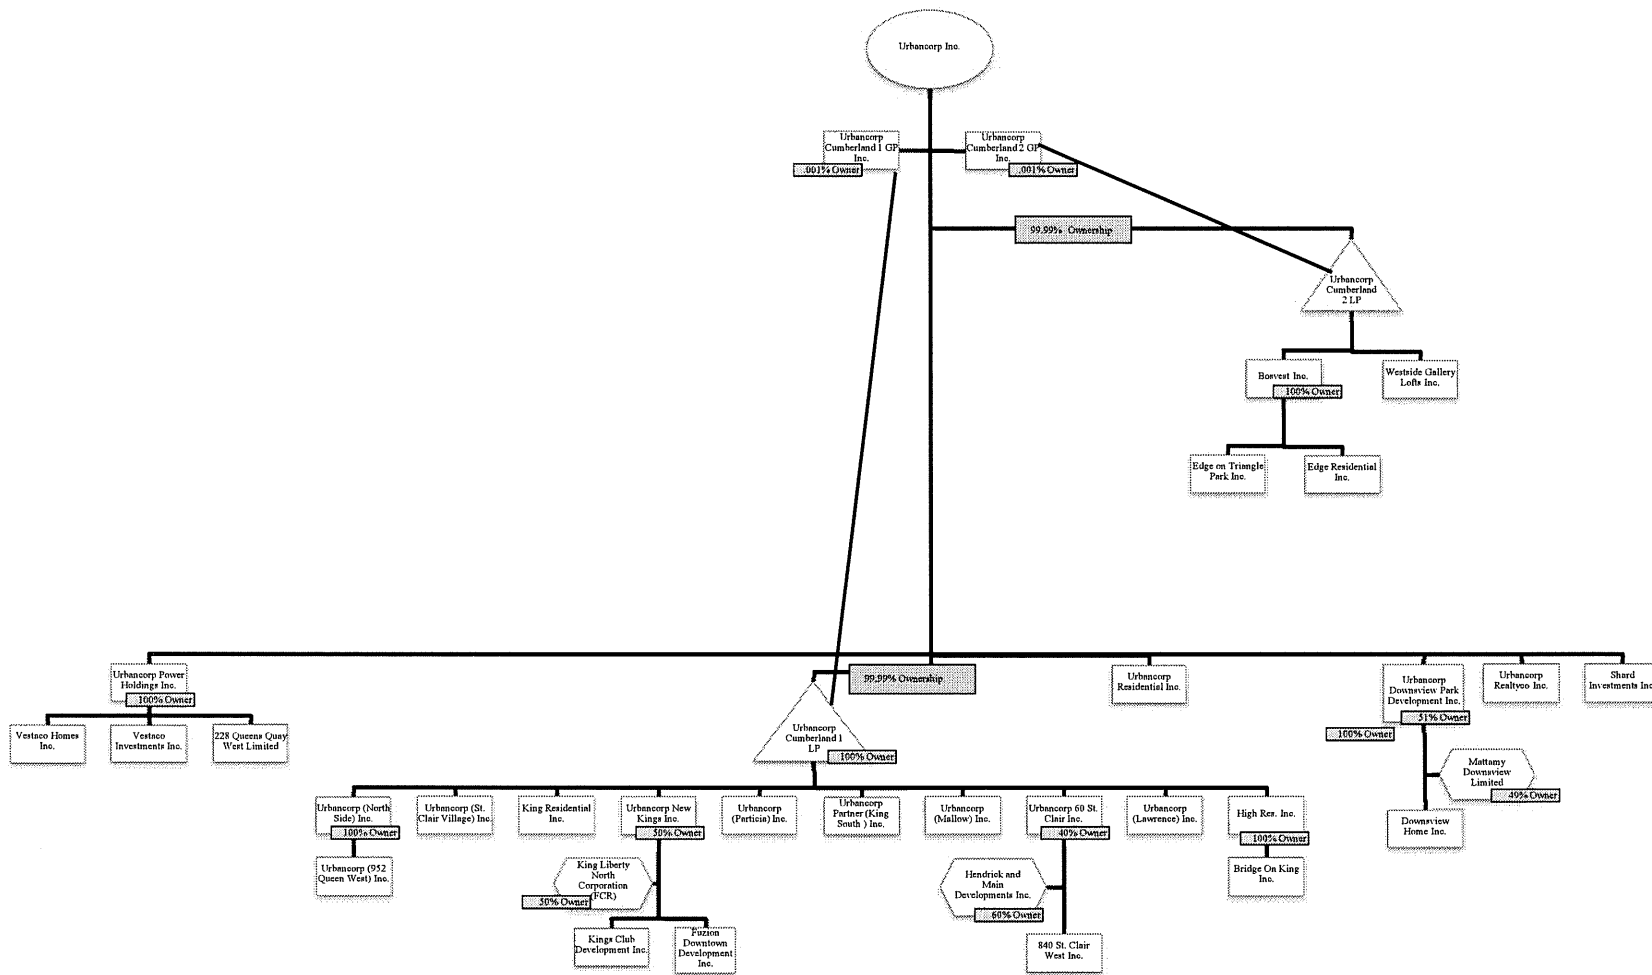 Urbancorp Inc.
Urbancorp
Cumberland 1 GP
Inc.
.001% Owner
Urbancorp
Cumberland 2 GP
Inc.
.001% Owner
99.99% Ownership
Urbancorp
Cumberland
2 LP
Bosvest Inc.
100% Owner
Westside Gallery
Lofts Inc.
Edge on Triangle
Park Inc.
Edge Residential
Inc.
Urbancorp Power
Holdings Inc.
100% Owner
Vestaco Homes
Inc.
Vestaco
Investments Inc.
228 Queens Quay
West Limited
99.99% Ownership
Urbancorp
Cumberland 1
LP
100% Owner
Urbancorp
Residential Inc.
Urbancorp
Downsview Park
Development Inc.
51% Owner
100% Owner
Mattamy
Downsview
Limited
49% Owner
Downsview
Home Inc.
Urbancorp
Realtyco Inc.
Shard
Investments Inc
Urbancorp (North
Side) Inc.
100% Owner
Urbancorp (952
Queen West) Inc.
Urbancorp (St.
Clair Village) Inc.
King Residential
Inc.
Urbancorp New
Kings Inc.
50% Owner
King Liberty
North
Corporation
(FCR)
50% Owner
Kings Club
Development Inc.
Fuzion
Downtown
Development
Inc.
Urbancorp
(Particia) Inc.
Urbancorp
Partner (King
South ) Inc.
Urbancorp
(Mallow) Inc.
Urbancorp 60 St.
Clair Inc.
40% Owner
Hendrick and
Main
Developments Inc.
60% Owner
840 St. Clair
West Inc.
Urbancorp
(Lawrence) Inc.
High Res. Inc.
100% Owner
Bridge On King
Inc.